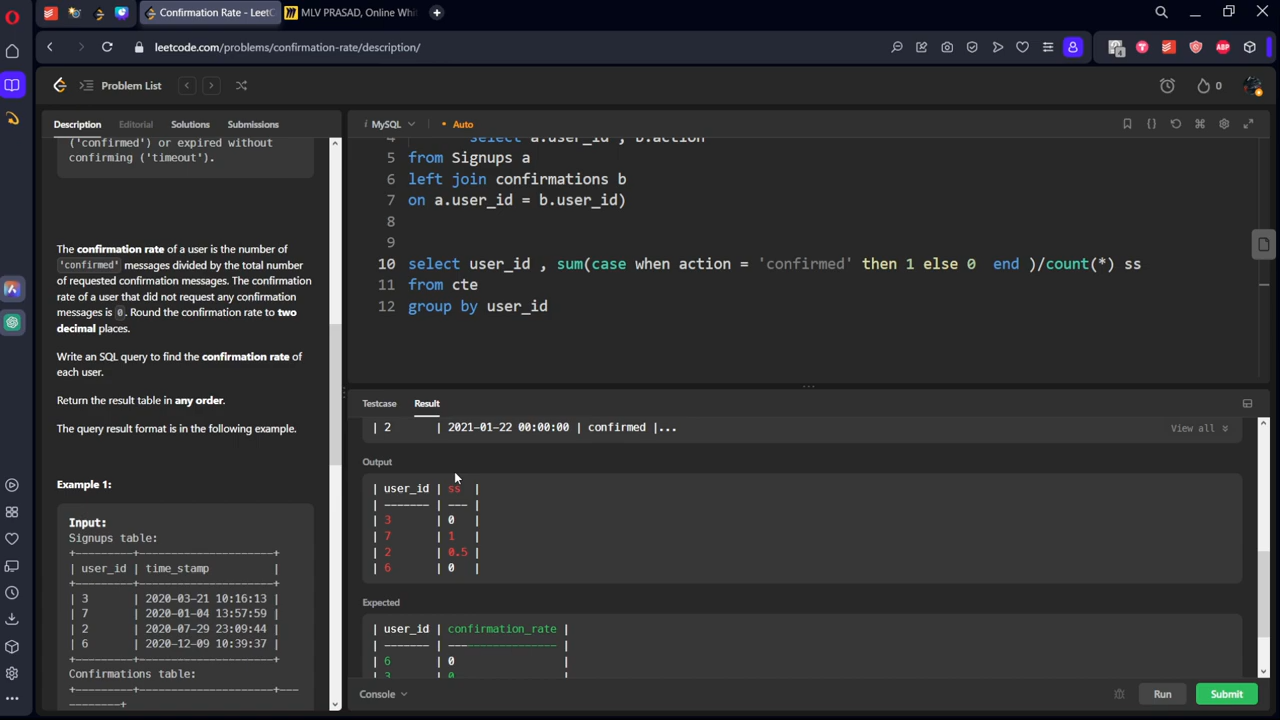 Confirmation Rate - LeetC
MLV PRASAD, Online Whit
leetcode.com/problems/confirmation-rate/description/
4
Problem List
0
Description
Editorial
Solutions
Submissions
i MySQL
• Auto
('confirmed') or expired without
confirming ('timeout').
The confirmation rate of a user is the number of
'confirmed' messages divided by the total number
of requested confirmation messages. The confirmation
rate of a user that did not request any confirmation
messages is 0. Round the confirmation rate to two
decimal places.
Write an SQL query to find the confirmation rate of
each user.
Return the result table in any order.
The query result format is in the following example.
Example 1:
Input:
Signups table:
+---------+---------------------+
| user_id | time_stamp          |
+---------+---------------------+
| 3       | 2020-03-21 10:16:13 |
| 7       | 2020-01-04 13:57:59 |
| 2       | 2020-07-29 23:09:44 |
| 6       | 2020-12-09 10:39:37 |
+---------+---------------------+
Confirmations table:
+---------+---------------------+---
--------+
4 select a.user_id , b.action
5 from Signups a
6 left join confirmations b
7 on a.user_id = b.user_id)
8
9
10 select user_id , sum(case when action = 'confirmed' then 1 else 0  end )/count(*) ss
11 from cte
12 group by user_id
Testcase
Result
| 2       | 2021-01-22 00:00:00 | confirmed |...
View all
Output
| user_id | ss  |
| ------- | --- |
| 3       | 0   |
| 7       | 1   |
| 2       | 0.5 |
| 6       | 0   |
Expected
| user_id | confirmation_rate |
| ------- | ----------------- |
| 6       | 0                 |
| 3       | 0                 |
Console
Run
Submit